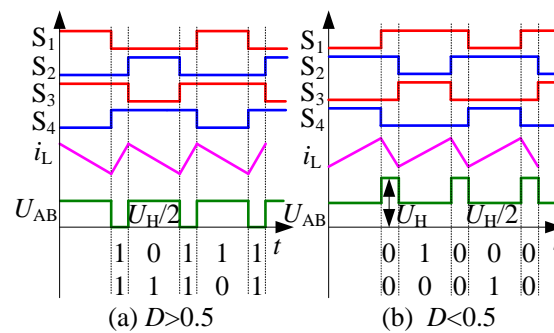 S1
S2
S3
S4
iL
UAB
UH/2
t
1 0 1 1 1
1 1 1 0 1
(a) D>0.5
S1
S2
S3
S4
iL
UAB
UH
UH/2
t
0 1 0 0 0
0 0 0 1 0
(b) D<0.5